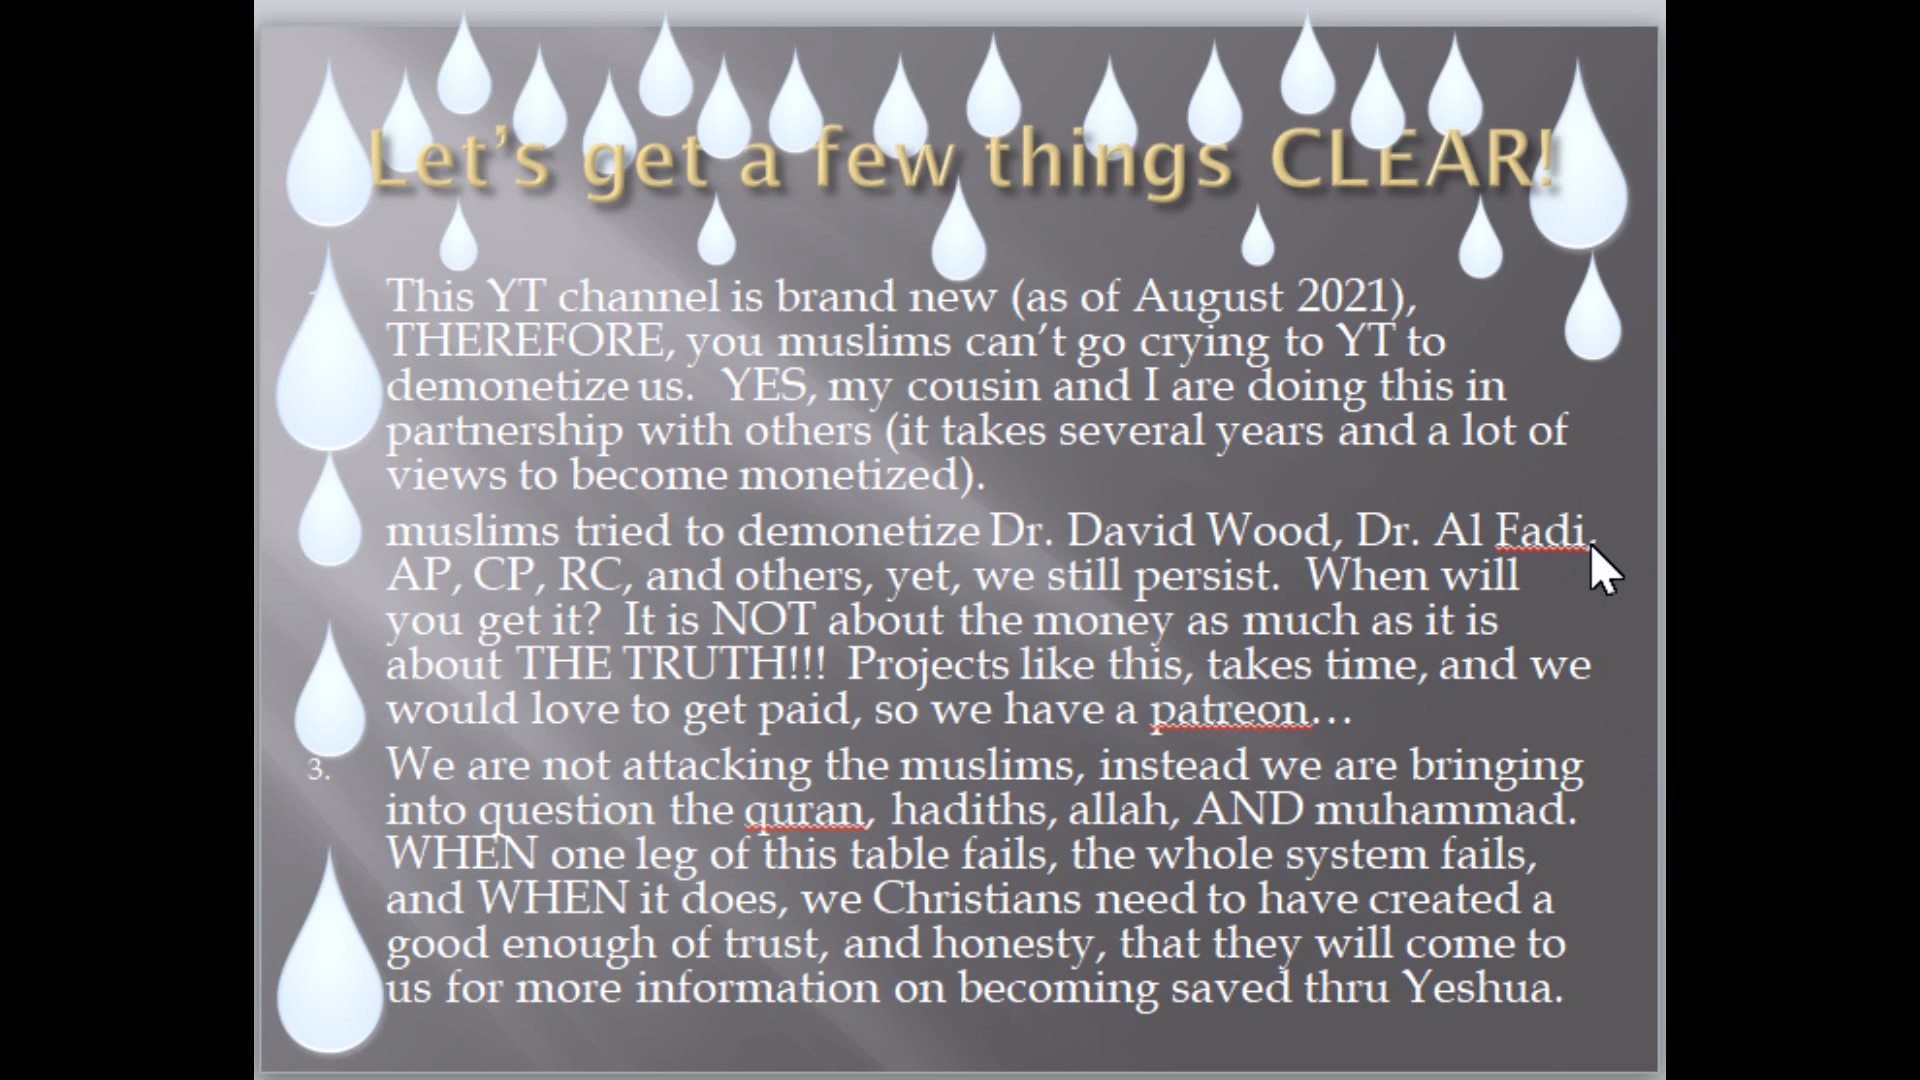 Let's get a few things CLEAR!
This YT channel is brand new (as of August 2021),
THEREFORE, you muslims can't go crying to YT to
demonetize us.  YES, my cousin and I are doing this in
partnership with others (it takes several years and a lot of
views to become monetized).
muslims tried to demonetize Dr. David Wood, Dr. Al Fadi,
AP, CP, RC, and others, yet, we still persist.  When will
you get it?  It is NOT about the money as much as it is
about THE TRUTH!!!  Projects like this, takes time, and we
would love to get paid, so we have a patreon…
3. We are not attacking the muslims, instead we are bringing
into question the quran, hadiths, allah, AND muhammad.
WHEN one leg of this table fails, the whole system fails,
and WHEN it does, we Christians need to have created a
good enough of trust, and honesty, that they will come to
us for more information on becoming saved thru Yeshua.